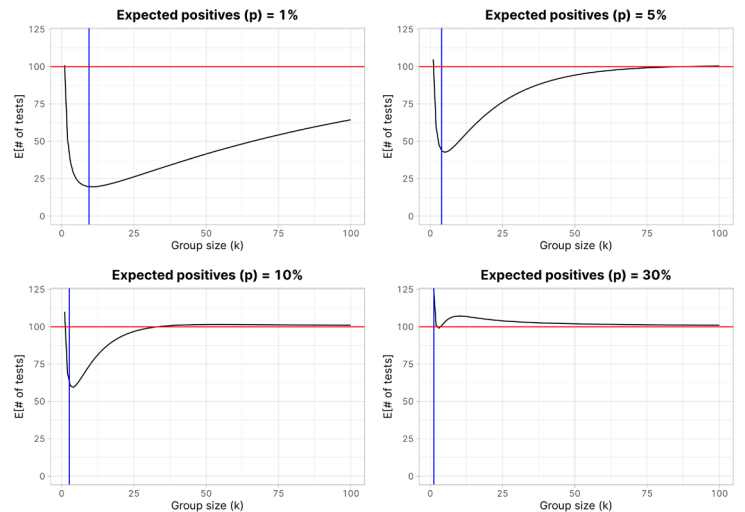 Expected positives (p) = 1%
125
100
75
50
25
0
E[# of tests]
0 25 50 75 100
Group size (k)
Expected positives (p) = 5%
125
100
75
50
25
0
E[# of tests]
0 25 50 75 100
Group size (k)
Expected positives (p) = 10%
125
100
75
50
25
0
E[# of tests]
0 25 50 75 100
Group size (k)
Expected positives (p) = 30%
125
100
75
50
25
0
E[# of tests]
0 25 50 75 100
Group size (k)